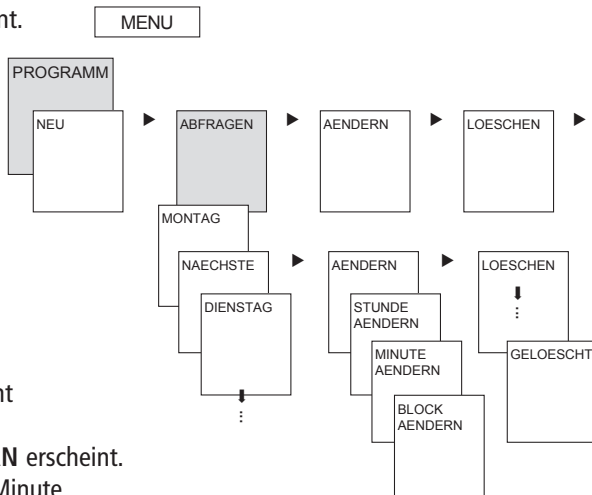 nt.
MENU
PROGRAMM
NEU
ABFRAGEN
AENDERN
LOESCHEN
MONTAG
NAECHSTE
DIENSTAG
AENDERN
STUNDE
AENDERN
MINUTE
AENDERN
BLOCK
AENDERN
LOESCHEN
GELOESCHT
nt
N erscheint.
Minute